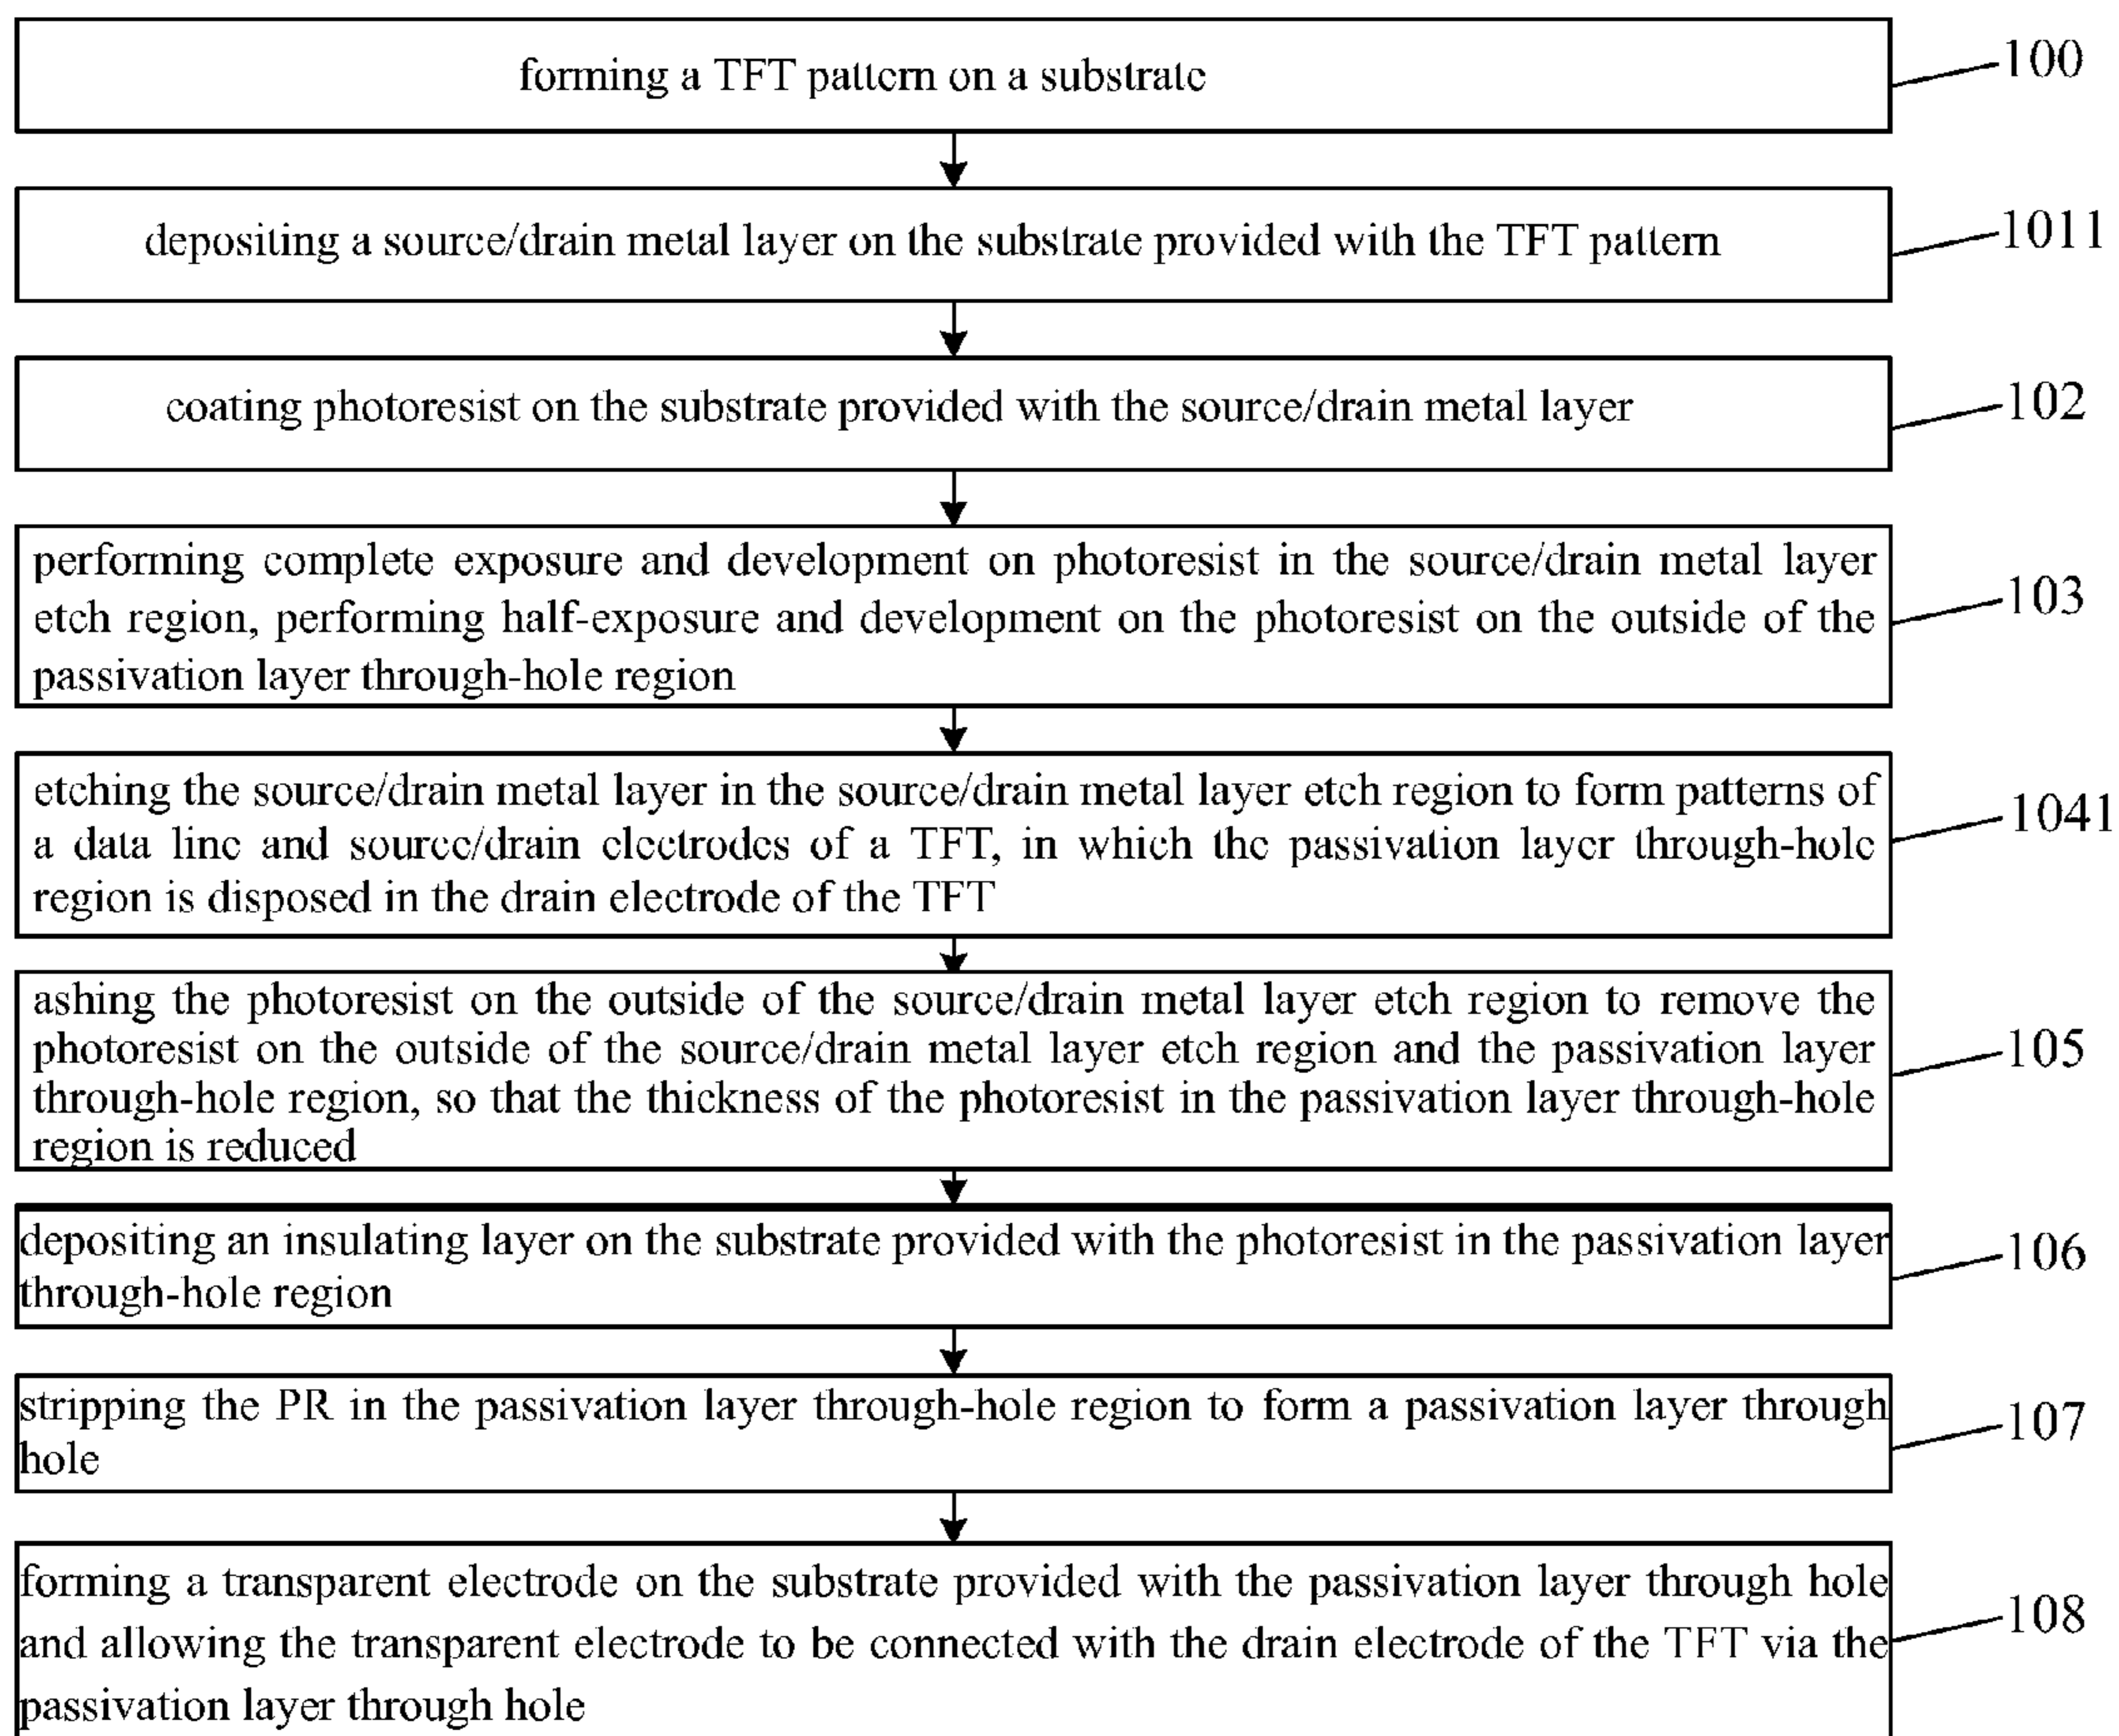 forming a TFT pattern on a substrate
100
depositing a source/drain metal layer on the substrate provided with the TFT pattern
1011
coating photoresist on the substrate provided with the source/drain metal layer
102
performing complete exposure and development on photoresist in the source/drain metal layer
etch region, performing half-exposure and development on the photoresist on the outside of the
passivation layer through-hole region
103
etching the source/drain metal layer in the source/drain metal layer etch region to form patterns of
a data line and source/drain electrodes of a TFT, in which the passivation layer through-hole
region is disposed in the drain electrode of the TFT
1041
ashing the photoresist on the outside of the source/drain metal layer etch region to remove the
photoresist on the outside of the source/drain metal layer etch region and the passivation layer
through-hole region, so that the thickness of the photoresist in the passivation layer through-hole
region is reduced
105
depositing an insulating layer on the substrate provided with the photoresist in the passivation layer
through-hole region
106
stripping the PR in the passivation layer through-hole region to form a passivation layer through
hole
107
forming a transparent electrode on the substrate provided with the passivation layer through hole
and allowing the transparent electrode to be connected with the drain electrode of the TFT via the
passivation layer through hole
108